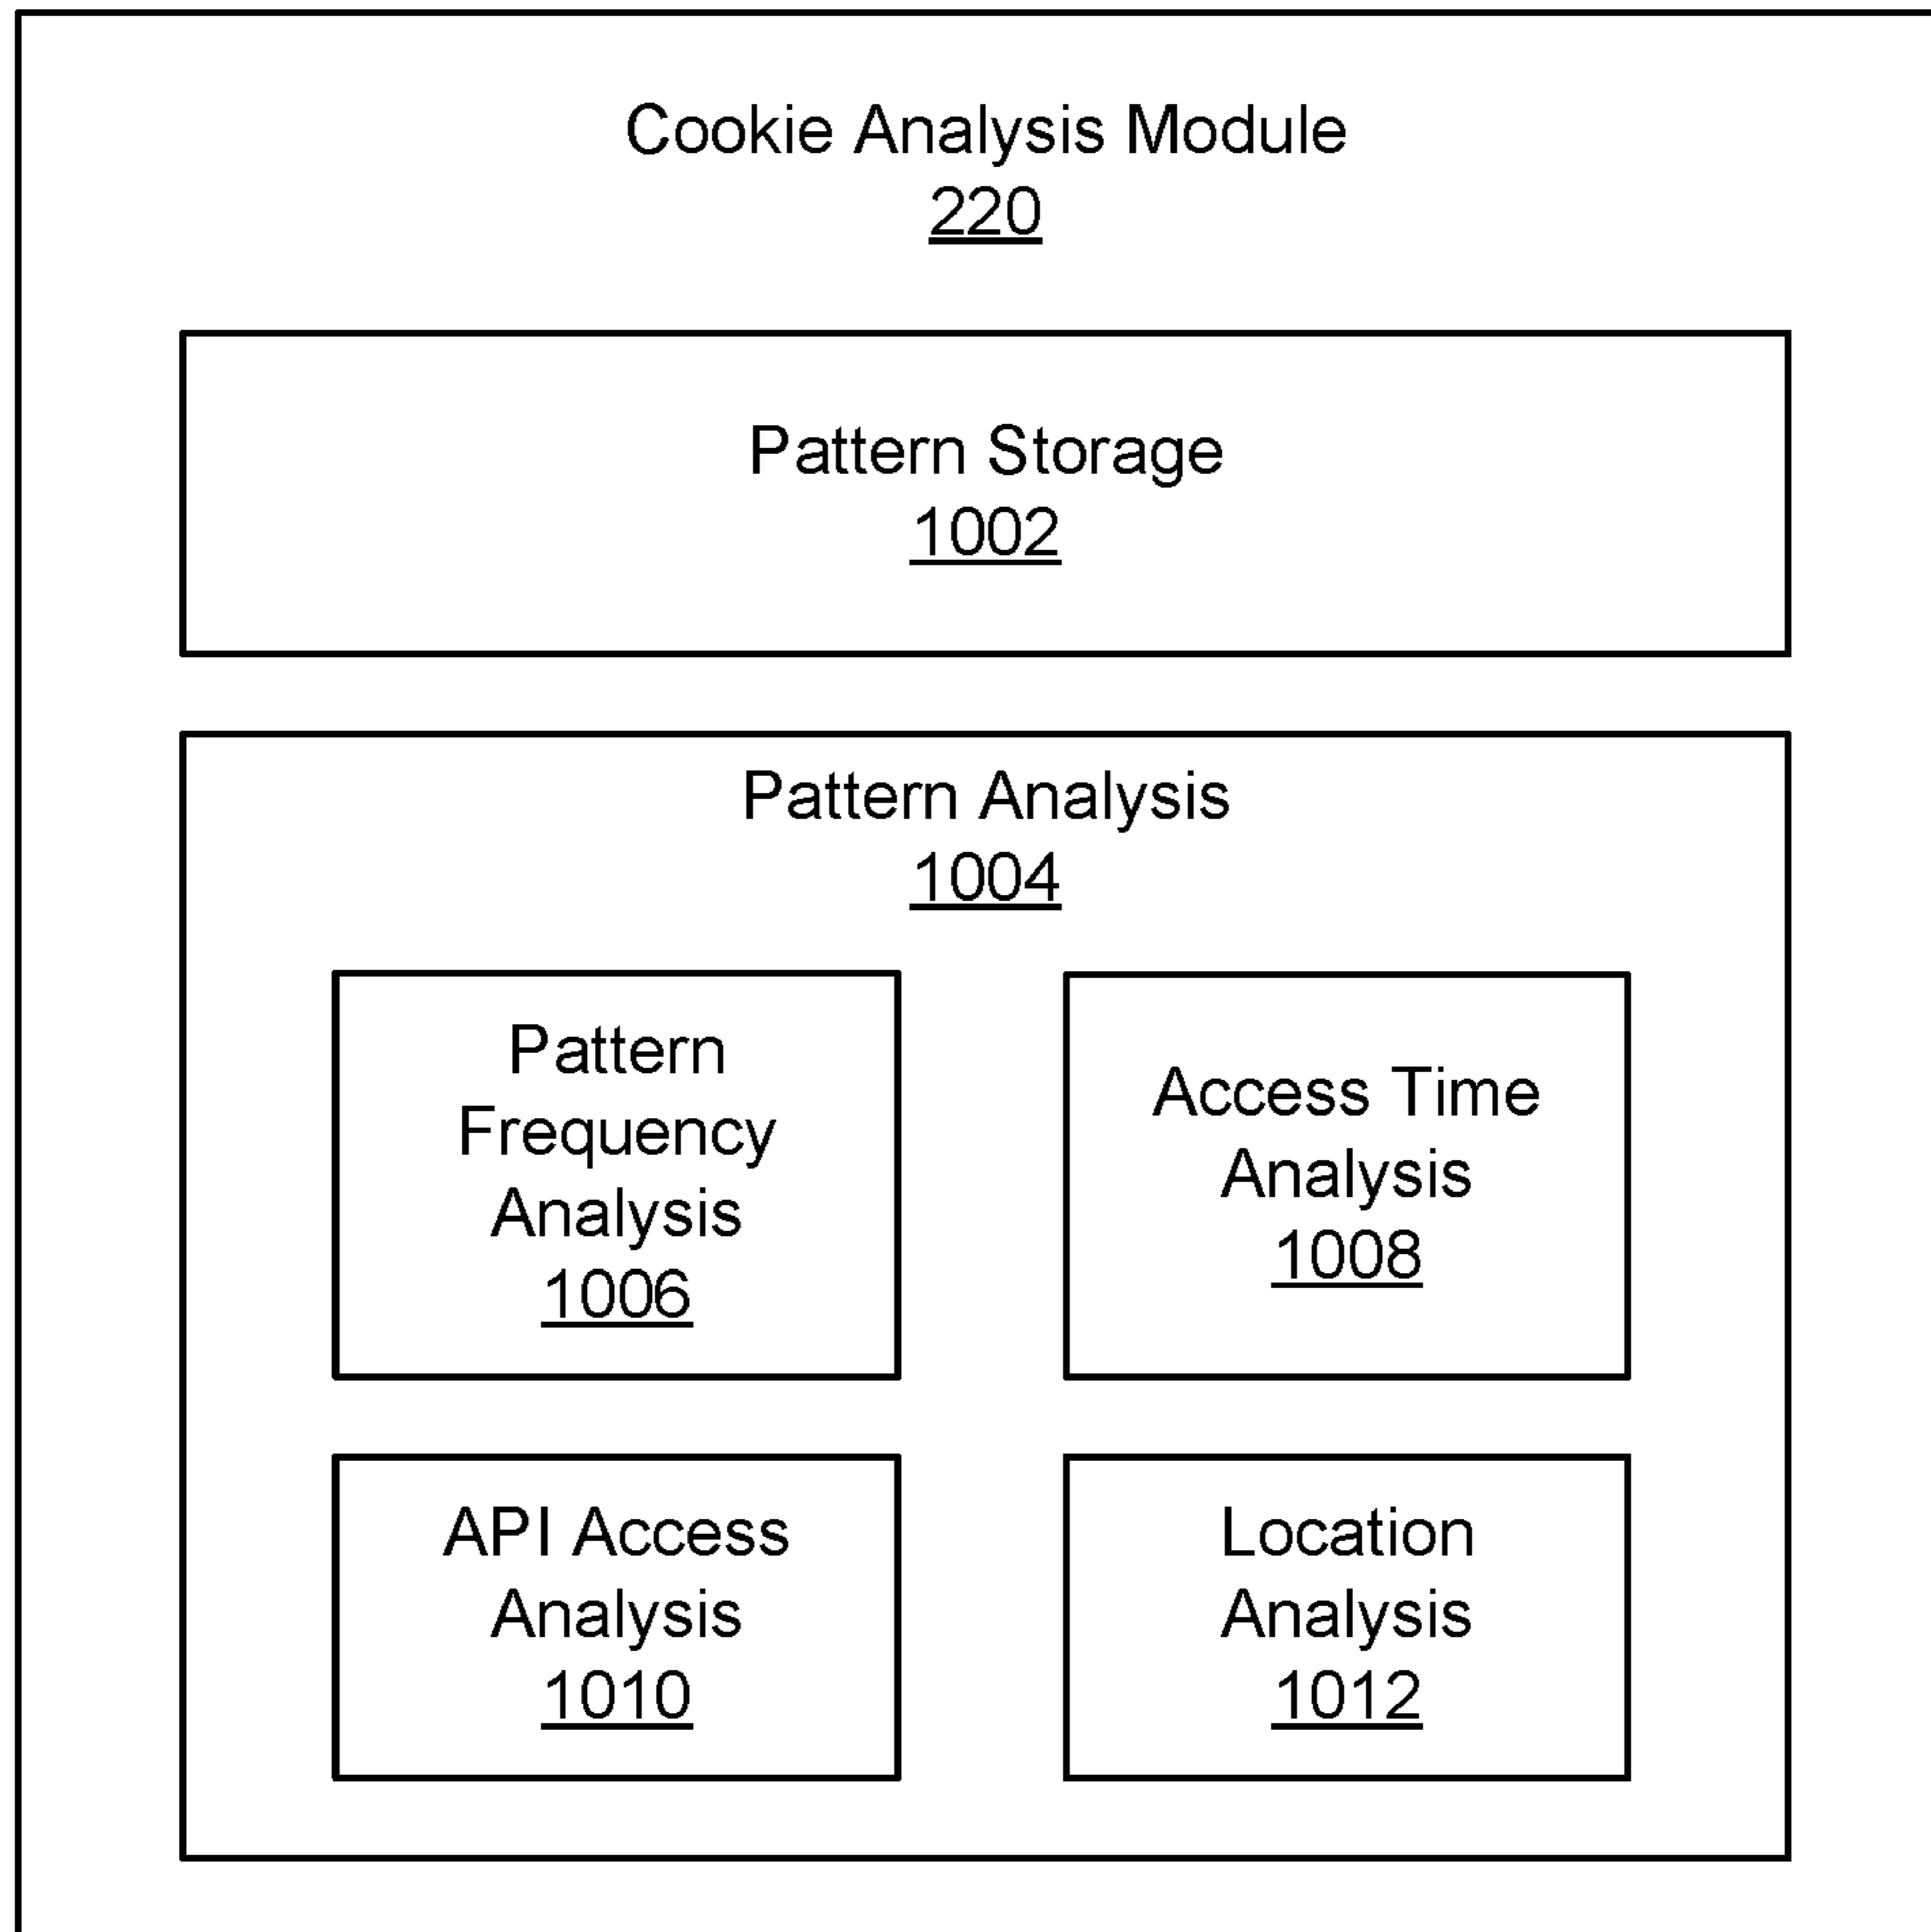 Cookie Analysis Module
220
Pattern Storage
1002
Pattern Analysis
1004
Pattern
Frequency
Analysis
1006
Access Time
Analysis
1008
API Access
Analysis
1010
Location
Analysis
1012